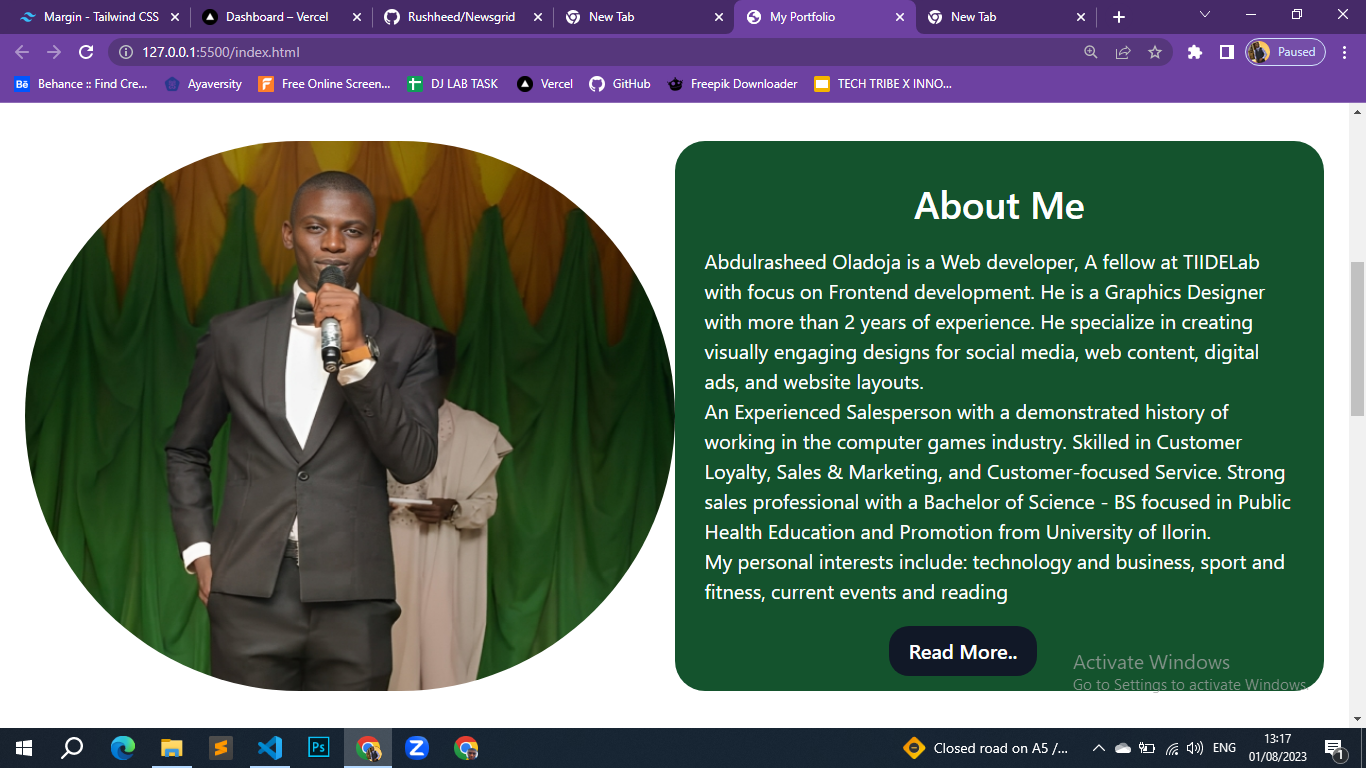 Margin - Tailwind CSS
Dashboard – Vercel
Rushheed/Newsgrid
New Tab
My Portfolio
New Tab
127.0.0.1:5500/index.html
Paused
Behance :: Find Cre...
Ayaversity
Free Online Screen...
DJ LAB TASK
Vercel
GitHub
Freepik Downloader
TECH TRIBE X INNO...
About Me
Abdulrasheed Oladoja is a Web developer, A fellow at TIIDELab
with focus on Frontend development. He is a Graphics Designer
with more than 2 years of experience. He specialize in creating
visually engaging designs for social media, web content, digital
ads, and website layouts.
An Experienced Salesperson with a demonstrated history of
working in the computer games industry. Skilled in Customer
Loyalty, Sales & Marketing, and Customer-focused Service. Strong
sales professional with a Bachelor of Science - BS focused in Public
Health Education and Promotion from University of Ilorin.
My personal interests include: technology and business, sport and
fitness, current events and reading
Read More..
Activate Windows
Go to Settings to activate Windows.
Ps
Z
Closed road on A5 /...
ENG
13:17
01/08/2023
1